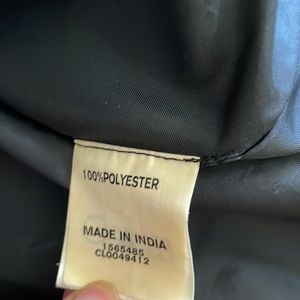 100%POLYESTER
MADE IN INDIA
1565485
CL0049412